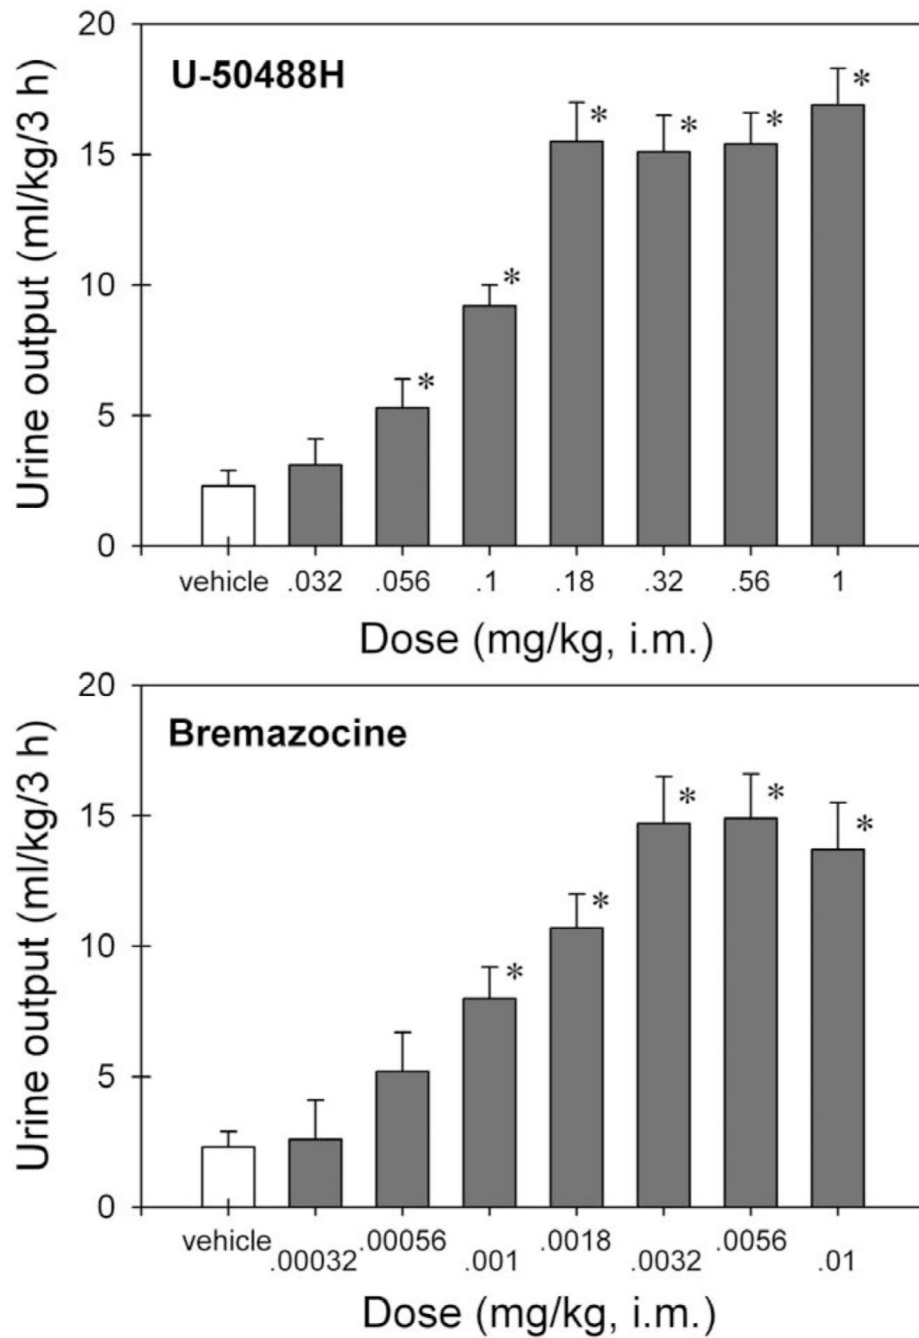 20
U-50488H
15
10
5
0
Urine output (ml/kg/3 h)
* * * * * *
vehicle .032 .056 .1 .18 .32 .56 1
Dose (mg/kg, i.m.)
20
Bremazocine
15
10
5
0
Urine output (ml/kg/3 h)
* * * * *
vehicle .00032 .00056 .001 .0018 .0032 .0056 .01
Dose (mg/kg, i.m.)